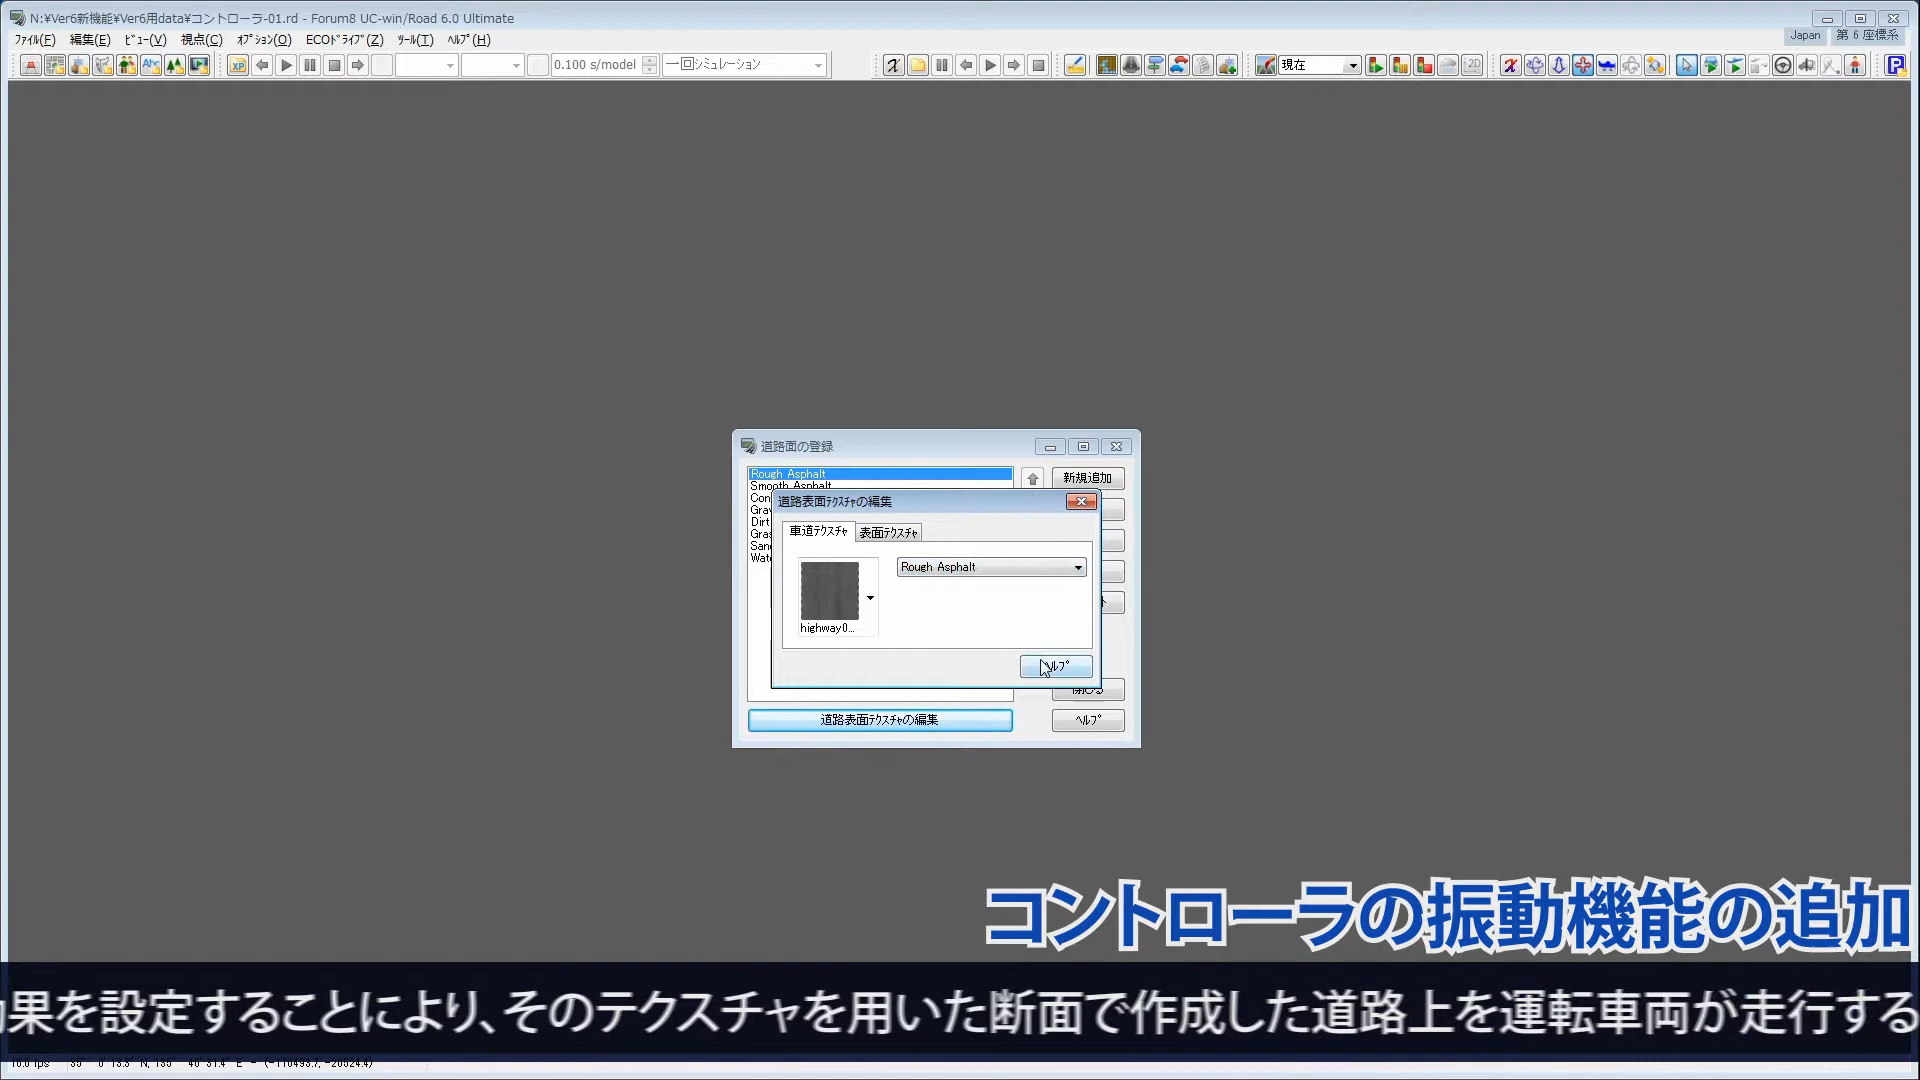 N:¥Ver6新機能¥Ver6用data¥コントローラ-01.rd - Forum8 UC-win/Road 6.0 Ultimate
ﾌｧｲﾙ(F) 編集(E) ﾋﾞｭｰ(V) 視点(C) ｵﾌﾟｼｮﾝ(O) ECOﾄﾞﾗｲﾌﾞ(Z) ﾂｰﾙ(T) ﾍﾙﾌﾟ(H)
Japan 第 6 座標系
0.100 s/model 一回シミュレーション 現在
道路面の登録
Rough Asphalt
Smooth Asphalt
Con
Grav
Dirt
Gras
Sand
Wate
新規追加
道路表面ﾃｸｽﾁｬの編集
車道ﾃｸｽﾁｬ 表面ﾃｸｽﾁｬ
Rough Asphalt
highway0...
ﾍﾙﾌﾟ
閉じる
道路表面ﾃｸｽﾁｬの編集
ﾍﾙﾌﾟ
コントローラの振動機能の追加
果を設定することにより、そのテクスチャを用いた断面で作成した道路上を運転車両が走行する